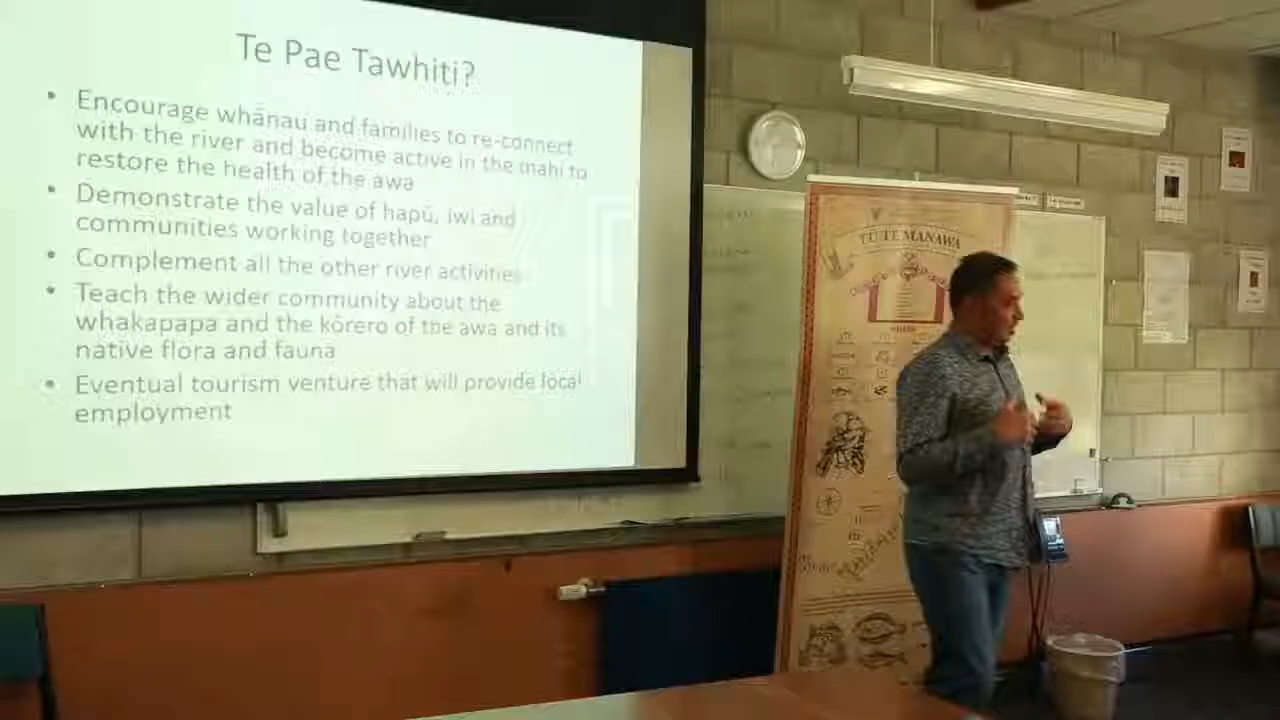 Te Pae Tawhiti?
• Encourage whānau and families to re-connect
with the river and become active in the mahi to
restore the health of the awa
• Demonstrate the value of hapū, iwi and
communities working together
• Complement all the other river activities
• Teach the wider community about the
whakapapa and the kōrero of the awa and its
native flora and fauna
• Eventual tourism venture that will provide local
employment
TE MANAWA